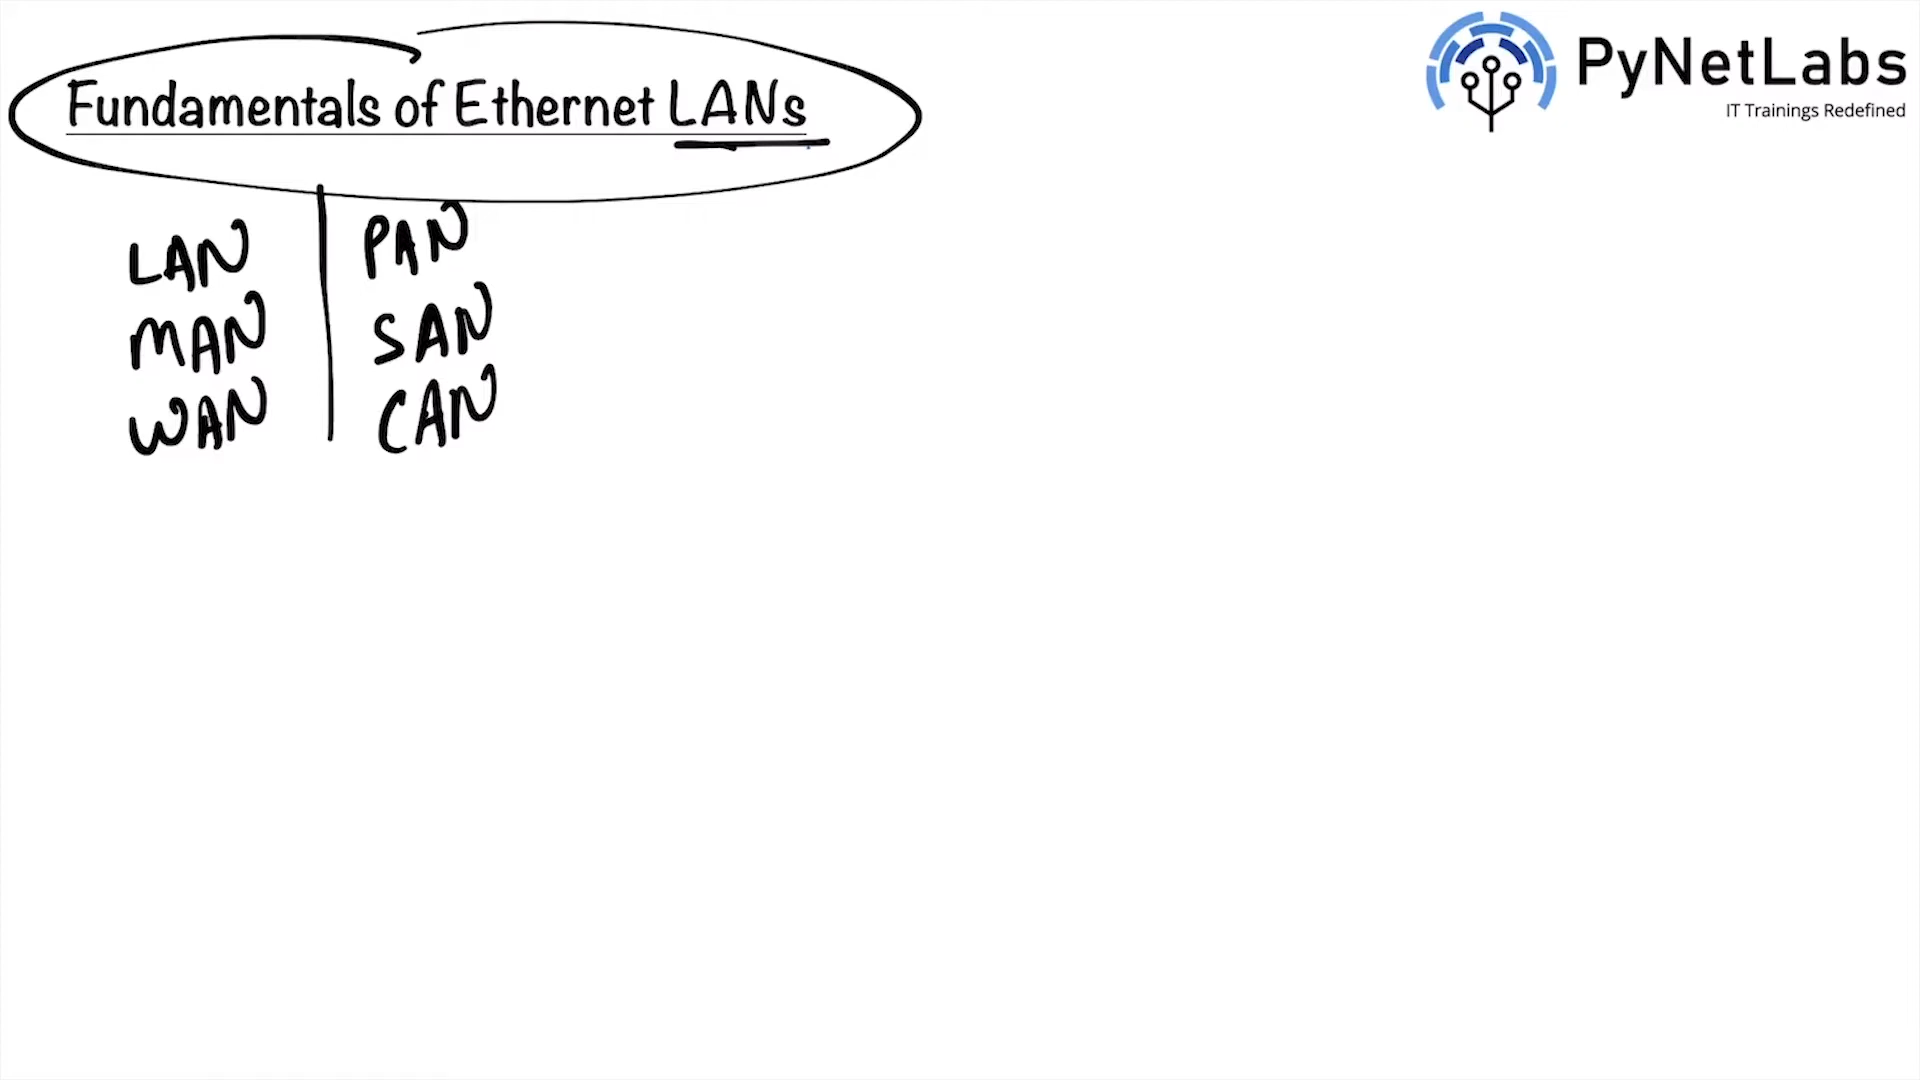 Fundamentals of Ethernet LANs
PyNetLabs
IT Trainings Redefined
LAN PAN
MAN SAN
WAN CAN